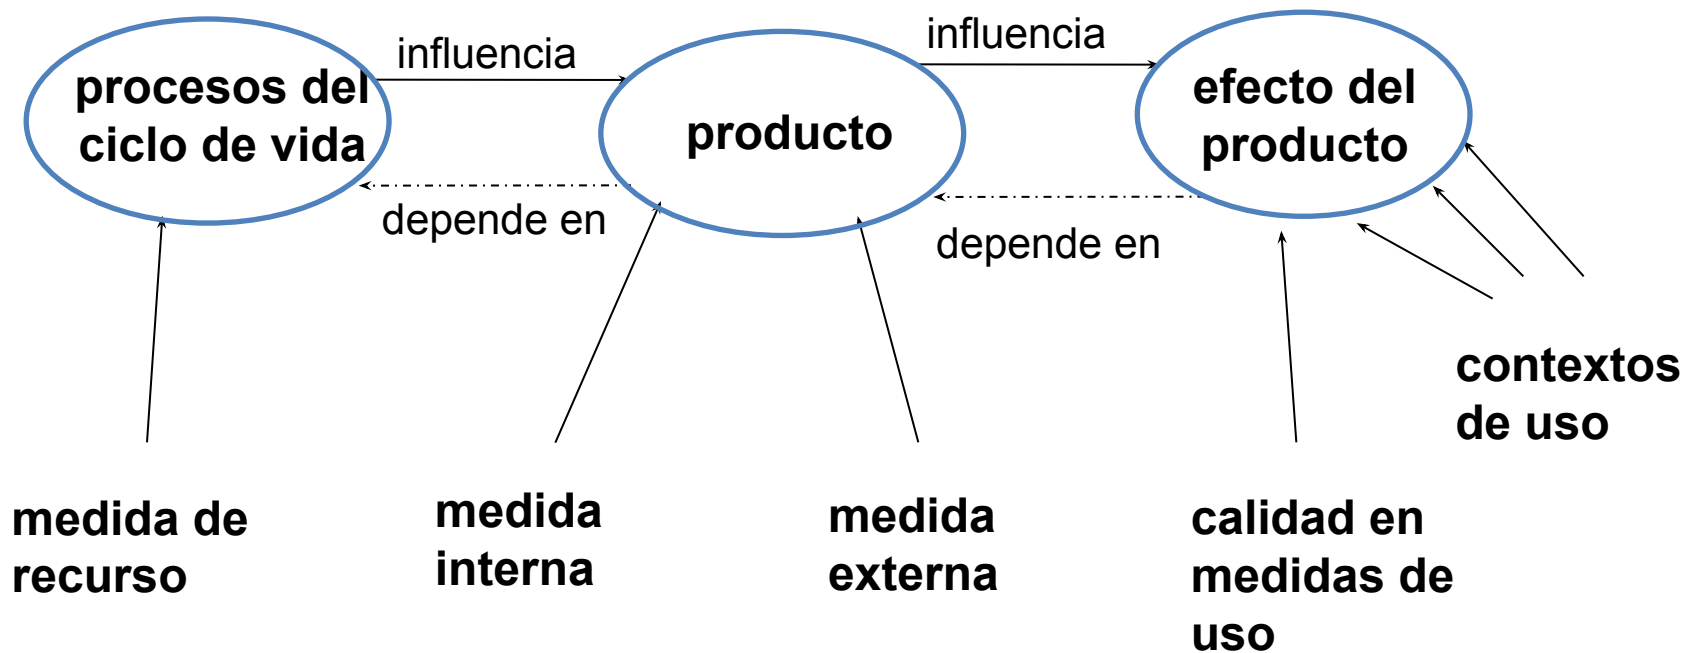 influencia
influencia
procesos del
ciclo de vida
producto
efecto del
producto
depende en
depende en
contextos
de uso
medida de
recurso
medida
interna
medida
externa
calidad en
medidas de
uso